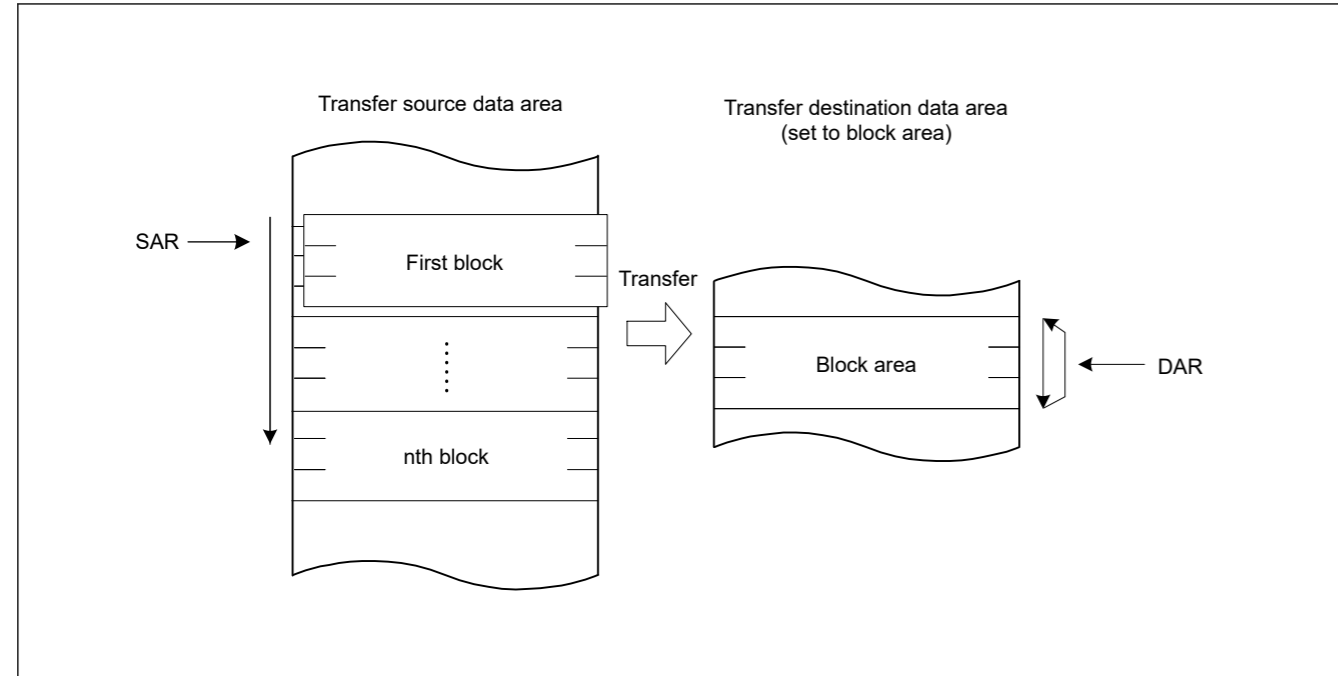 Transfer source data area
Transfer destination data area
(set to block area)
SAR
First block
Transfer
Block area
DAR
nth block